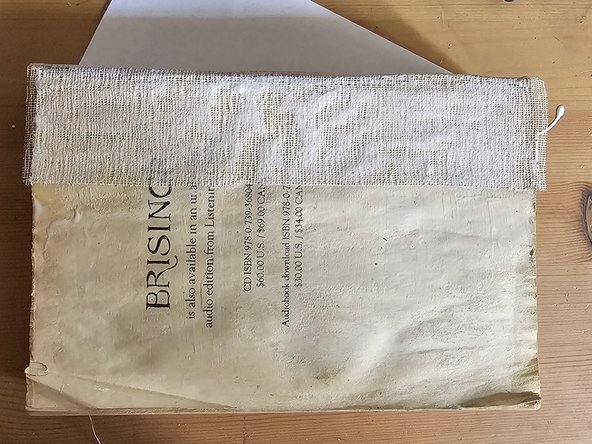 BRISING
is also available in an
audio edition from
CD ISBN 978-0-739-36804
$60.00 U.S. / $69.00 CAN
Audiobook download ISBN 978-0-7
$30.00 U.S. / $34.00 CAN